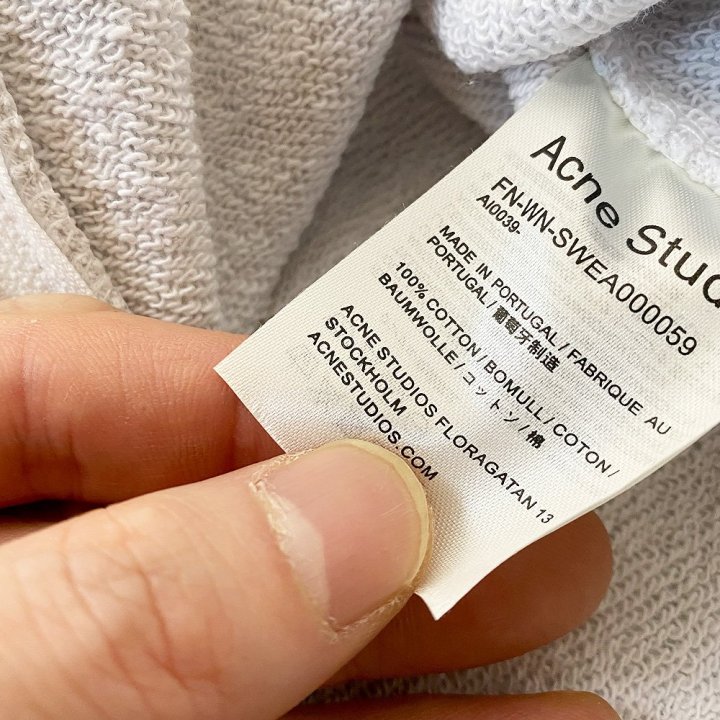 Acne Stud
FN-WN-SWEA000059
AI0039-
MADE IN PORTUGAL / FABRIQUE AU
PORTUGAL / 葡萄牙制造
100% COTTON / BOMULL / COTON /
BAUMWOLLE / コットン / 棉
ACNE STUDIOS FLORAGATAN 13
STOCKHOLM
ACNESTUDIOS.COM